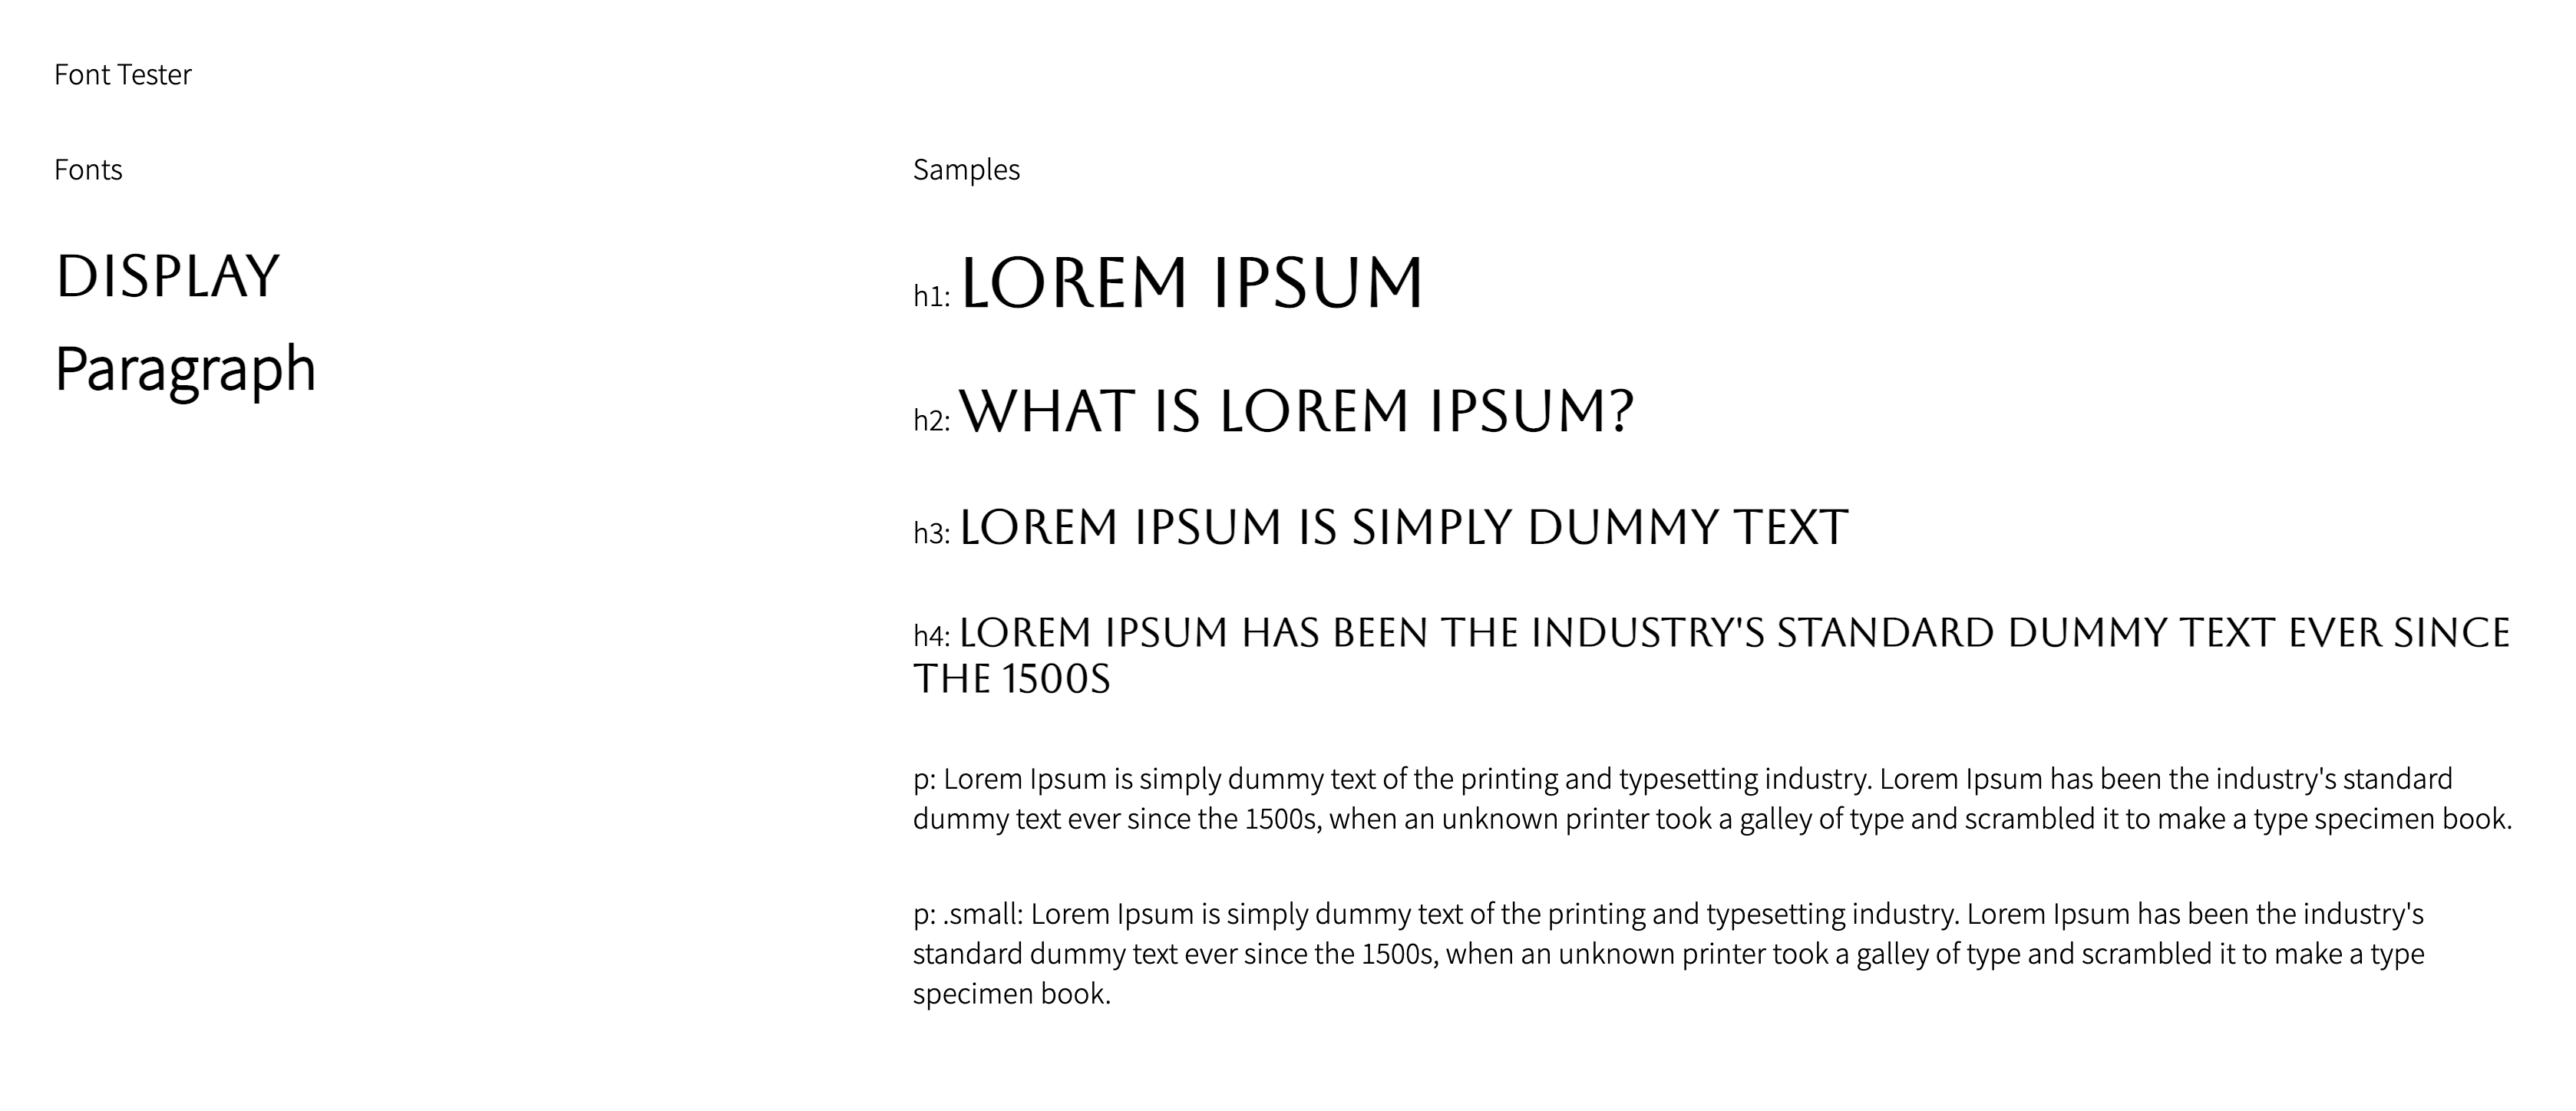 Font Tester
Fonts
DISPLAY
Paragraph
Samples
h1: LOREM IPSUM
h2: WHAT IS LOREM IPSUM?
h3: LOREM IPSUM IS SIMPLY DUMMY TEXT
h4: LOREM IPSUM HAS BEEN THE INDUSTRY'S STANDARD DUMMY TEXT EVER SINCE
THE 1500S
p: Lorem Ipsum is simply dummy text of the printing and typesetting industry. Lorem Ipsum has been the industry's standard
dummy text ever since the 1500s, when an unknown printer took a galley of type and scrambled it to make a type specimen book.
p: .small: Lorem Ipsum is simply dummy text of the printing and typesetting industry. Lorem Ipsum has been the industry's
standard dummy text ever since the 1500s, when an unknown printer took a galley of type and scrambled it to make a type
specimen book.